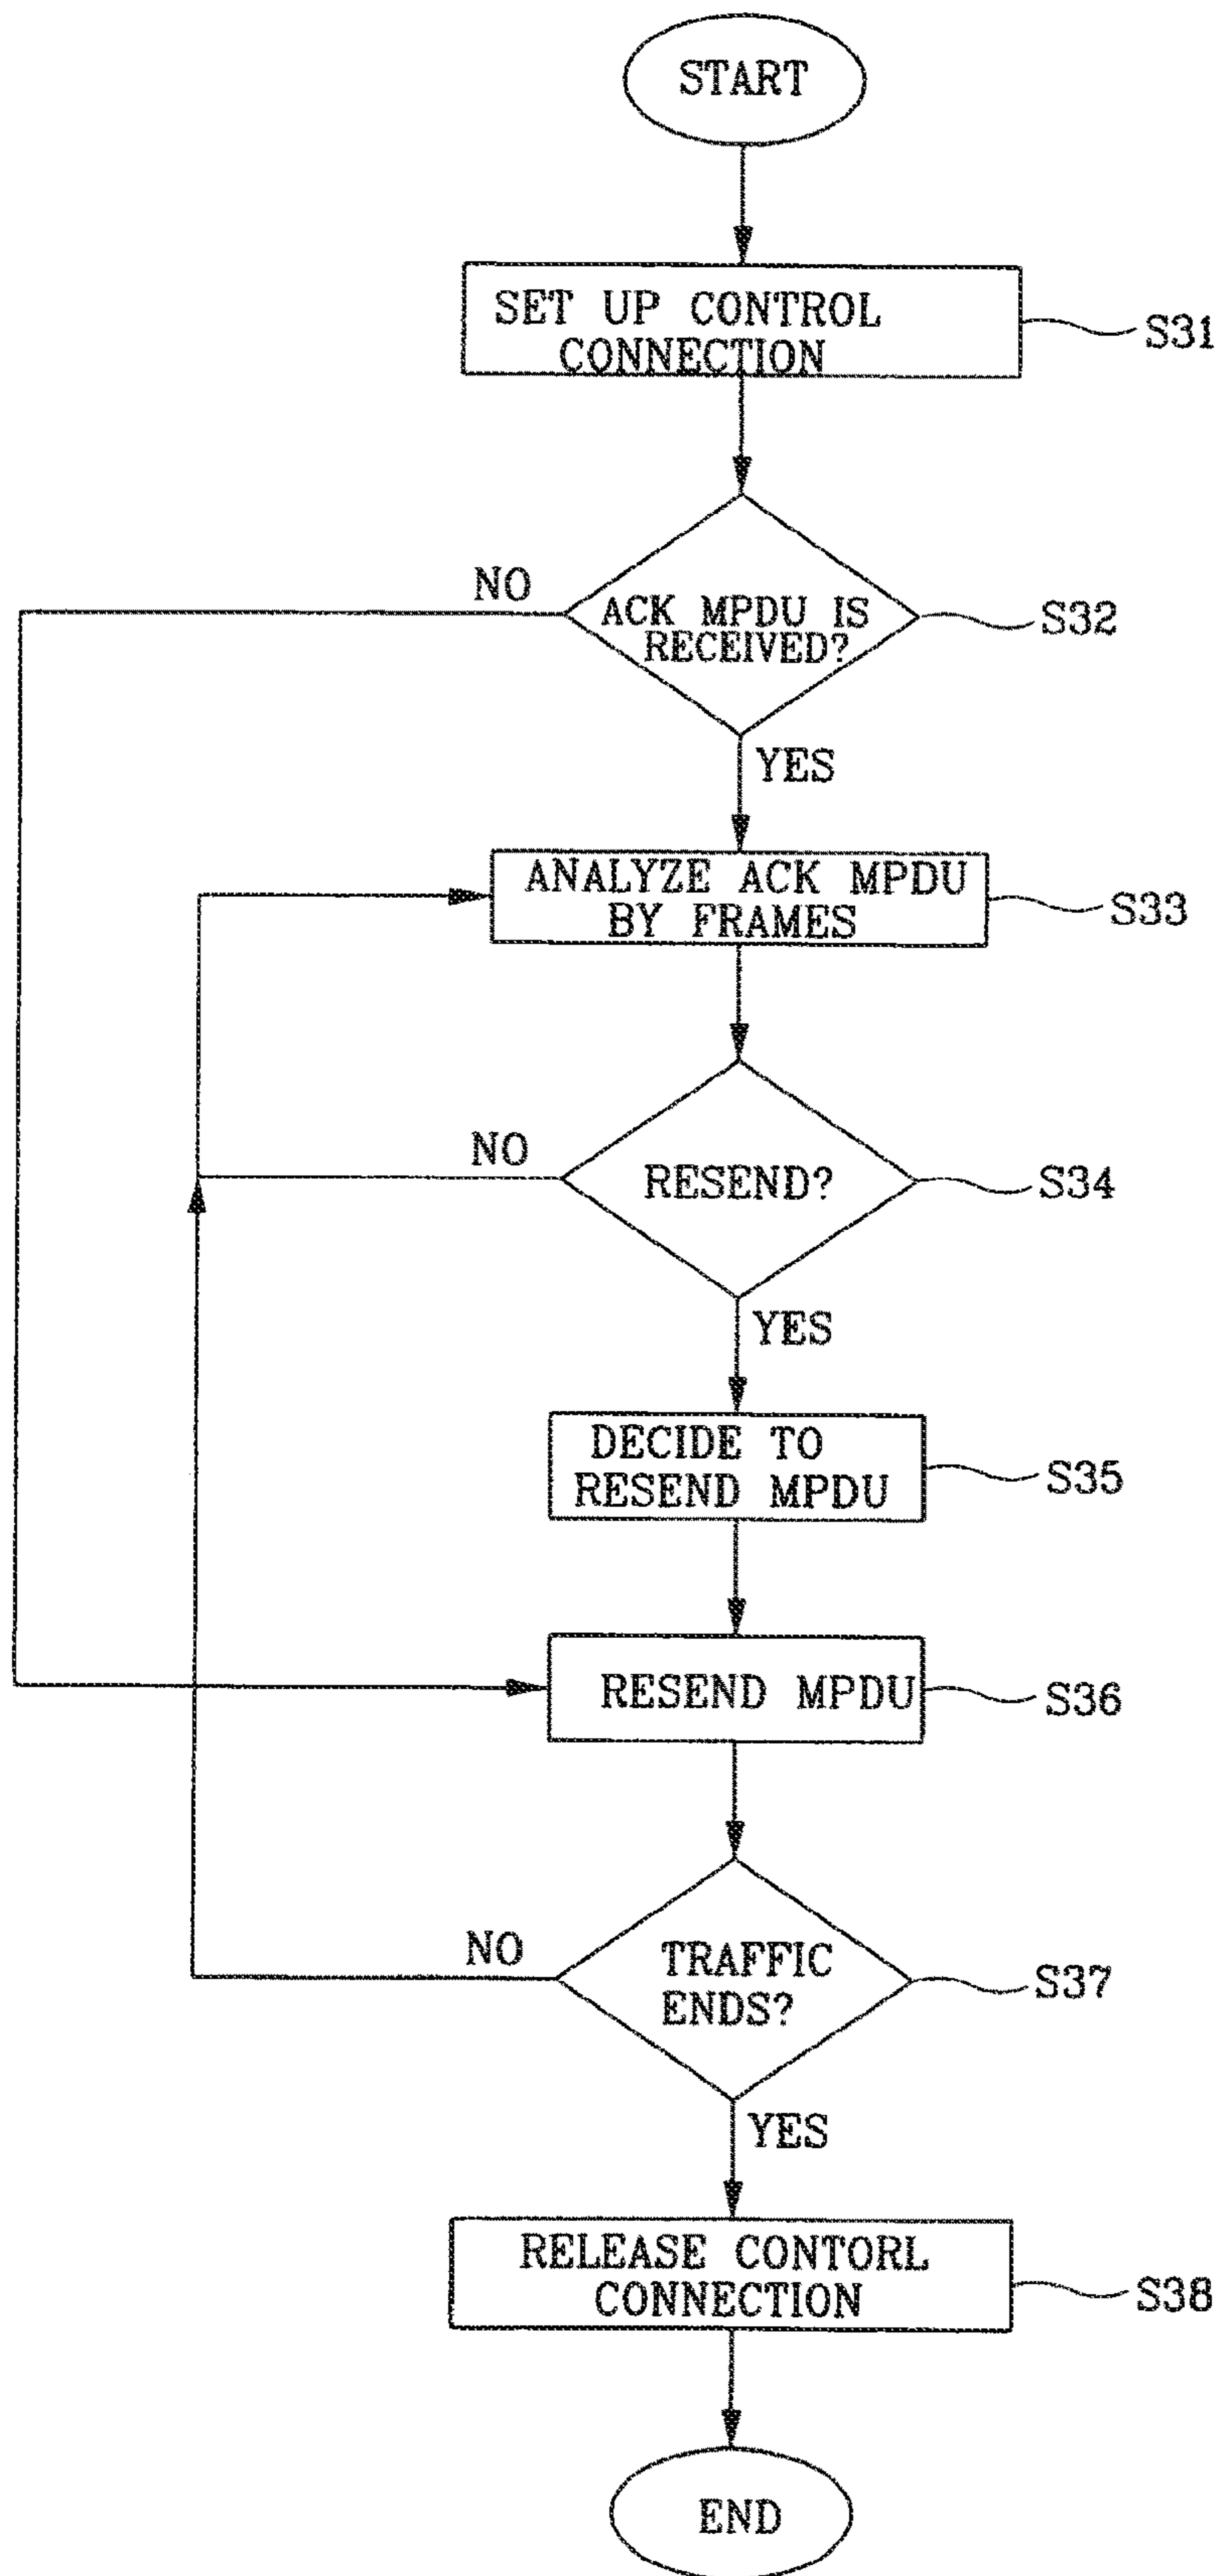 START
SET UP CONTROL
CONNECTION
S31
NO
ACK MPDU IS
RECEIVED?
S32
YES
ANALYZE ACK MPDU
BY FRAMES
S33
NO
RESEND?
S34
YES
DECIDE TO
RESEND MPDU
S35
RESEND MPDU
S36
NO
TRAFFIC
ENDS?
S37
YES
RELEASE CONTORL
CONNECTION
S38
END